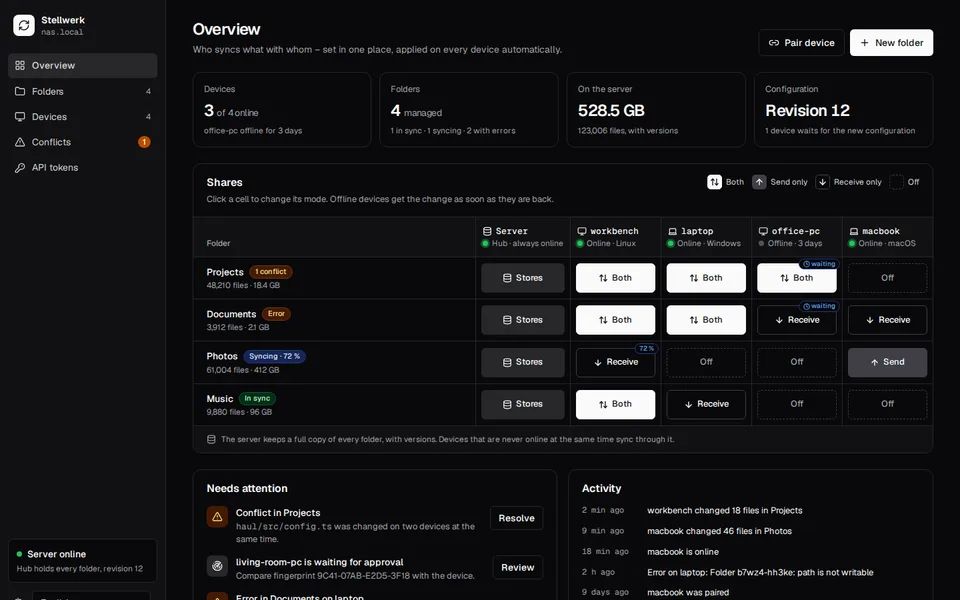 Stellwerk
nas.local
Overview
Folders 4
Devices 4
Conflicts 1
API tokens
Server online
Hub holds every folder, revision 12
Overview
Who syncs what with whom – set in one place, applied on every device automatically.
Pair device
New folder
Devices
3 of 4 online
office-pc offline for 3 days
Folders
4 managed
1 in sync · 1 syncing · 2 with errors
On the server
528.5 GB
123,006 files, with versions
Configuration
Revision 12
1 device waits for the new configuration
Shares
Click a cell to change its mode. Offline devices get the change as soon as they are back.
Both Send only Receive only Off
Folder
Server
Hub · always online
workbench
Online · Linux
laptop
Online · Windows
office-pc
Offline · 3 days
macbook
Online · macOS
Projects 1 conflict
48,210 files · 18.4 GB
Stores Both Both Both waiting Off
Documents Error
3,912 files · 2.1 GB
Stores Both Both Receive waiting Receive
Photos Syncing · 72 %
61,004 files · 412 GB
Stores Receive 72 % Off Off Send
Music In sync
9,880 files · 96 GB
Stores Both Receive Off Off
The server keeps a full copy of every folder, with versions. Devices that are never online at the same time sync through it.
Needs attention
Conflict in Projects
haul/src/config.ts was changed on two devices at the
same time.
Resolve
living-room-pc is waiting for approval
Compare fingerprint 9C41-07AB-E2D5-3F18 with the device.
Review
Error in Documents on laptop
Activity
2 min ago workbench changed 18 files in Projects
9 min ago macbook changed 46 files in Photos
18 min ago macbook is online
2 h ago Error on laptop: Folder b7wz4-hh3ke: path is not writable
9 days ago macbook was paired